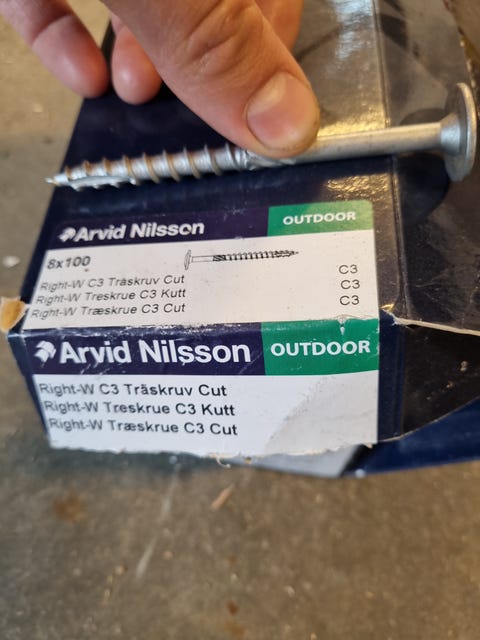 Arvid Nilsson OUTDOOR
8x100
Right-W C3 Träskruv Cut C3
Right-W Treskrue C3 Kutt C3
Right-W Træskrue C3 Cut C3
Arvid Nilsson OUTDOOR
Right-W C3 Träskruv Cut
Right-W Treskrue C3 Kutt
Right-W Træskrue C3 Cut